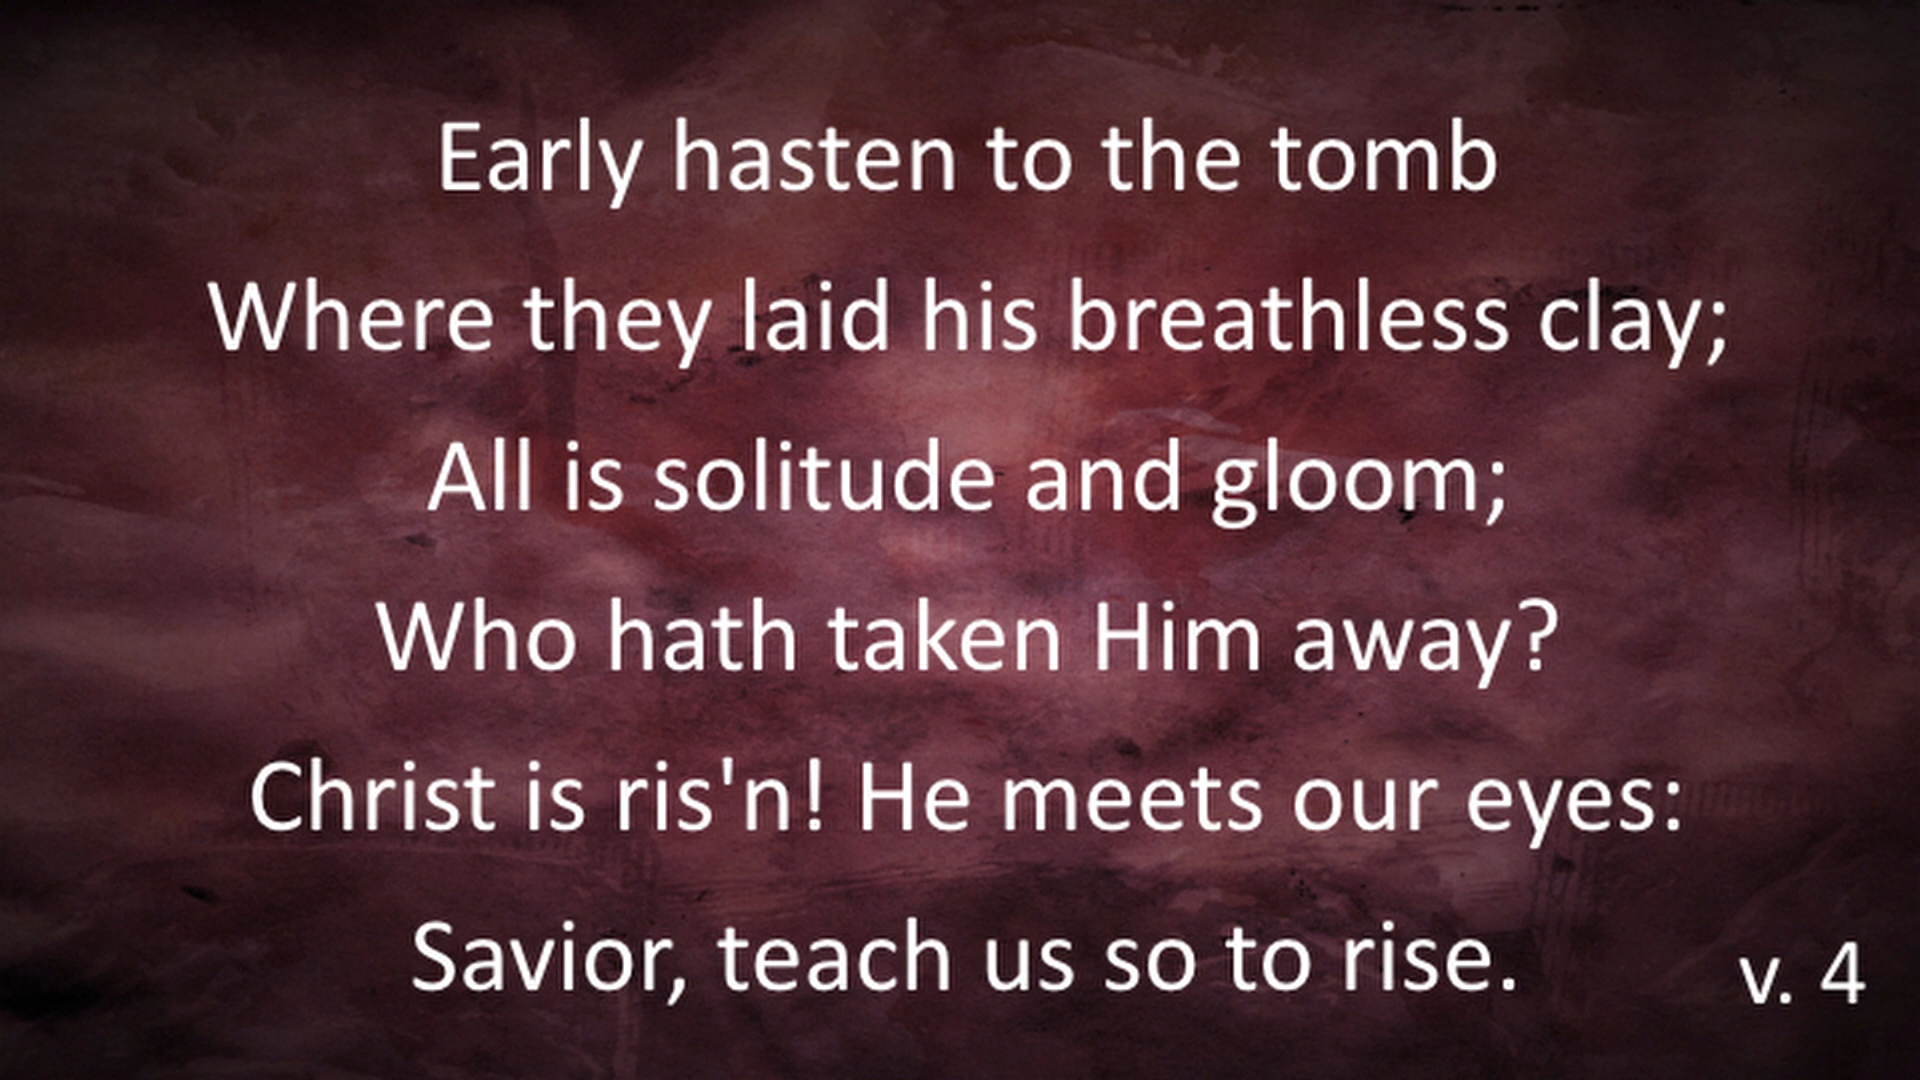 Early hasten to the tomb
Where they laid his breathless clay;
All is solitude and gloom;
Who hath taken Him away?
Christ is ris'n! He meets our eyes:
Savior, teach us so to rise.
v. 4